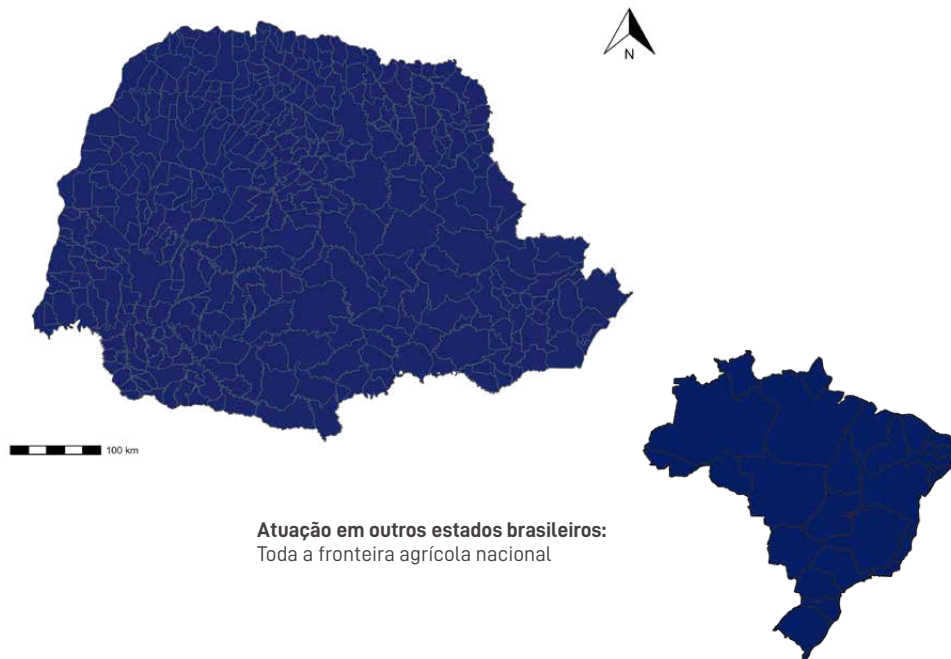 N
100 km
Atuação em outros estados brasileiros:
Toda a fronteira agrícola nacional